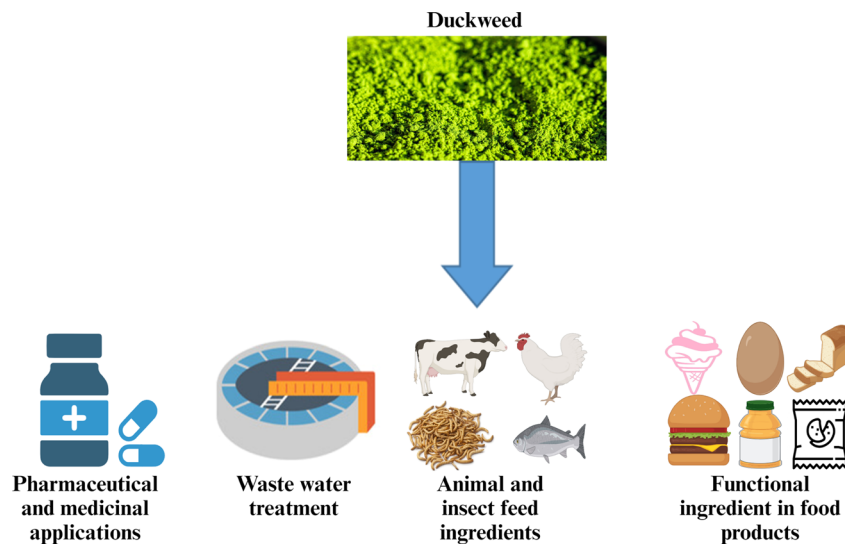 Duckweed
Pharmaceutical
and medicinal
applications
Waste water
treatment
Animal and
insect feed
ingredients
Functional
ingredient in food
products